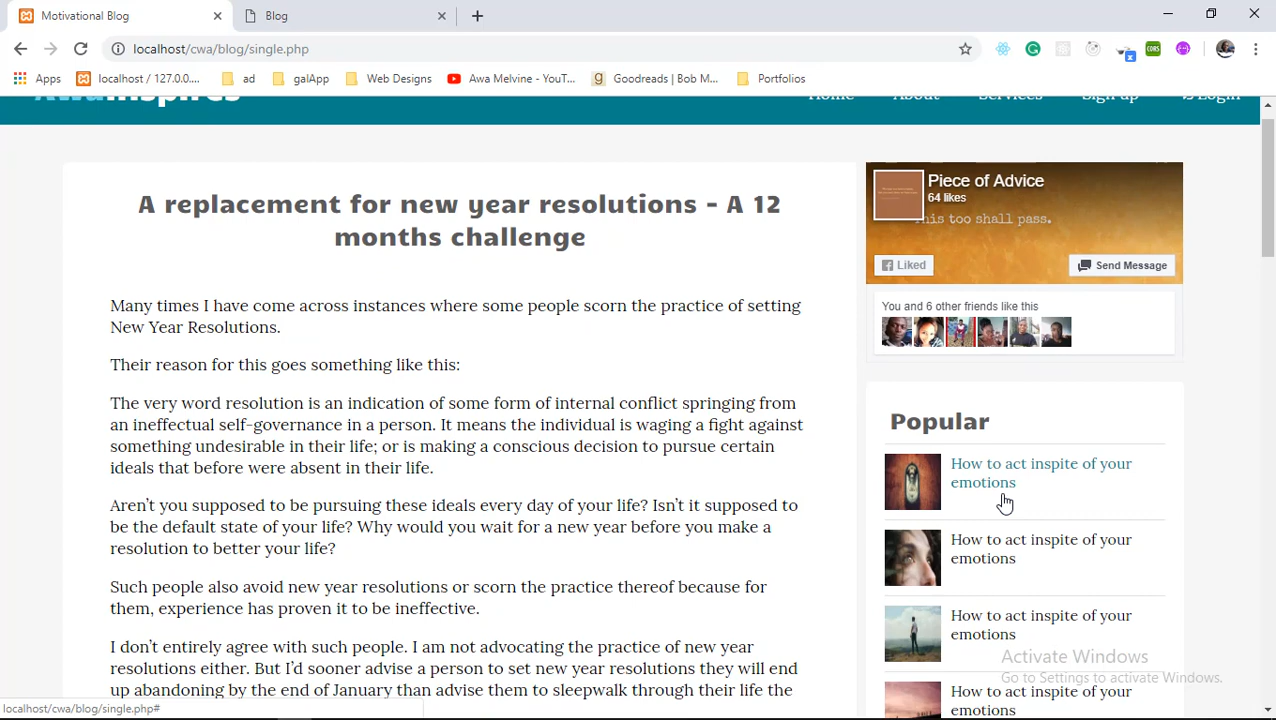 Motivational Blog
Blog
localhost/cwa/blog/single.php
Apps
localhost / 127.0.0....
ad
galApp
Web Designs
Awa Melvine - YouT...
Goodreads | Bob M...
Portfolios
AwaInspires
Home
About
Services
Sign up
Login
A replacement for new year resolutions - A 12
months challenge
Many times I have come across instances where some people scorn the practice of setting
New Year Resolutions.
Their reason for this goes something like this:
The very word resolution is an indication of some form of internal conflict springing from
an ineffectual self-governance in a person. It means the individual is waging a fight against
something undesirable in their life; or is making a conscious decision to pursue certain
ideals that before were absent in their life.
Aren't you supposed to be pursuing these ideals every day of your life? Isn't it supposed to
be the default state of your life? Why would you wait for a new year before you make a
resolution to better your life?
Such people also avoid new year resolutions or scorn the practice thereof because for
them, experience has proven it to be ineffective.
I don't entirely agree with such people. I am not advocating the practice of new year
resolutions either. But I'd sooner advise a person to set new year resolutions they will end
up abandoning by the end of January than advise them to sleepwalk through their life the
Piece of Advice
64 likes
This too shall pass.
Liked
Send Message
You and 6 other friends like this
Popular
How to act inspite of your
emotions
How to act inspite of your
emotions
How to act inspite of your
emotions
How to act inspite of your
emotions
Activate Windows
Go to Settings to activate Windows.
localhost/cwa/blog/single.php#